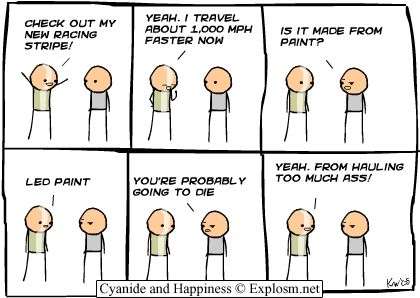 CHECK OUT MY
NEW RACING
STRIPE!
YEAH. I TRAVEL
ABOUT 1,000 MPH
FASTER NOW
IS IT MADE FROM
PAINT?
LED PAINT
YOU'RE PROBABLY
GOING TO DIE
YEAH. FROM HAULING
TOO MUCH ASS!
Cyanide and Happiness © Explosm.net